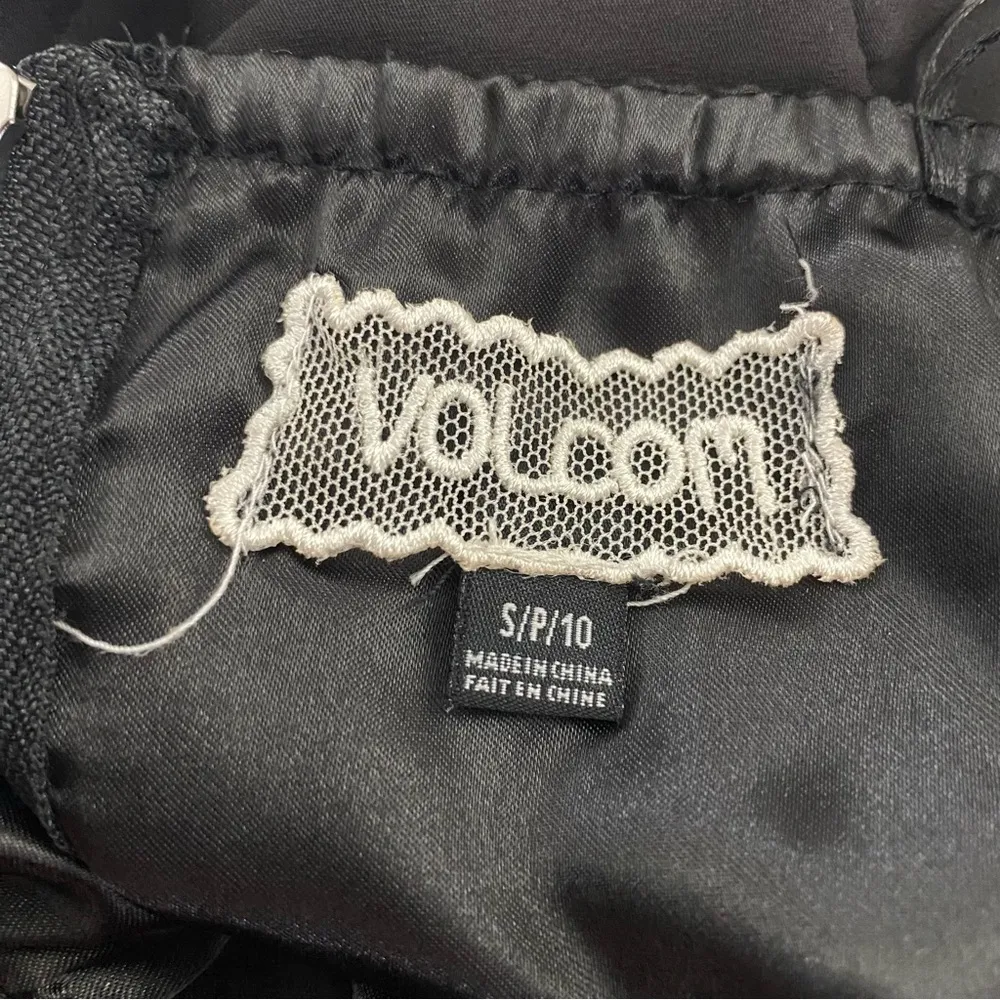 VOLCOM
S/P/10
MADE IN CHINA
FAIT EN CHINE